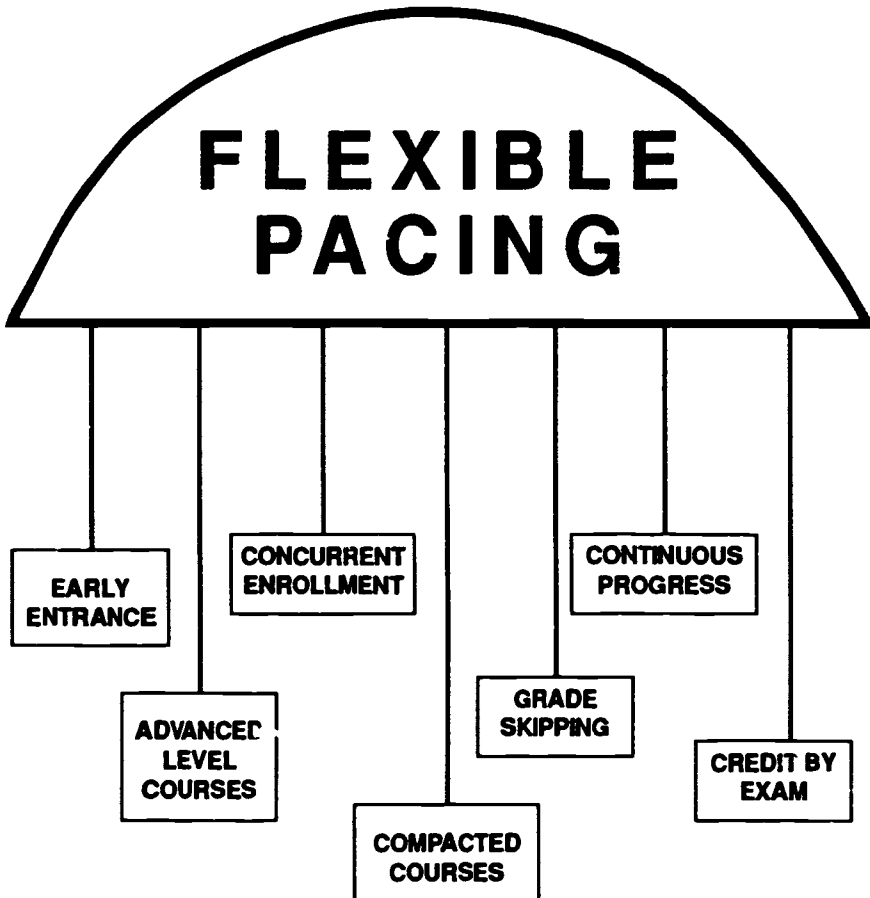 FLEXIBLE
PACING
EARLY
ENTRANCE
ADVANCED
LEVEL
COURSES
CONCURRENT
ENROLLMENT
COMPACTED
COURSES
GRADE
SKIPPING
CONTINUOUS
PROGRESS
CREDIT BY
EXAM